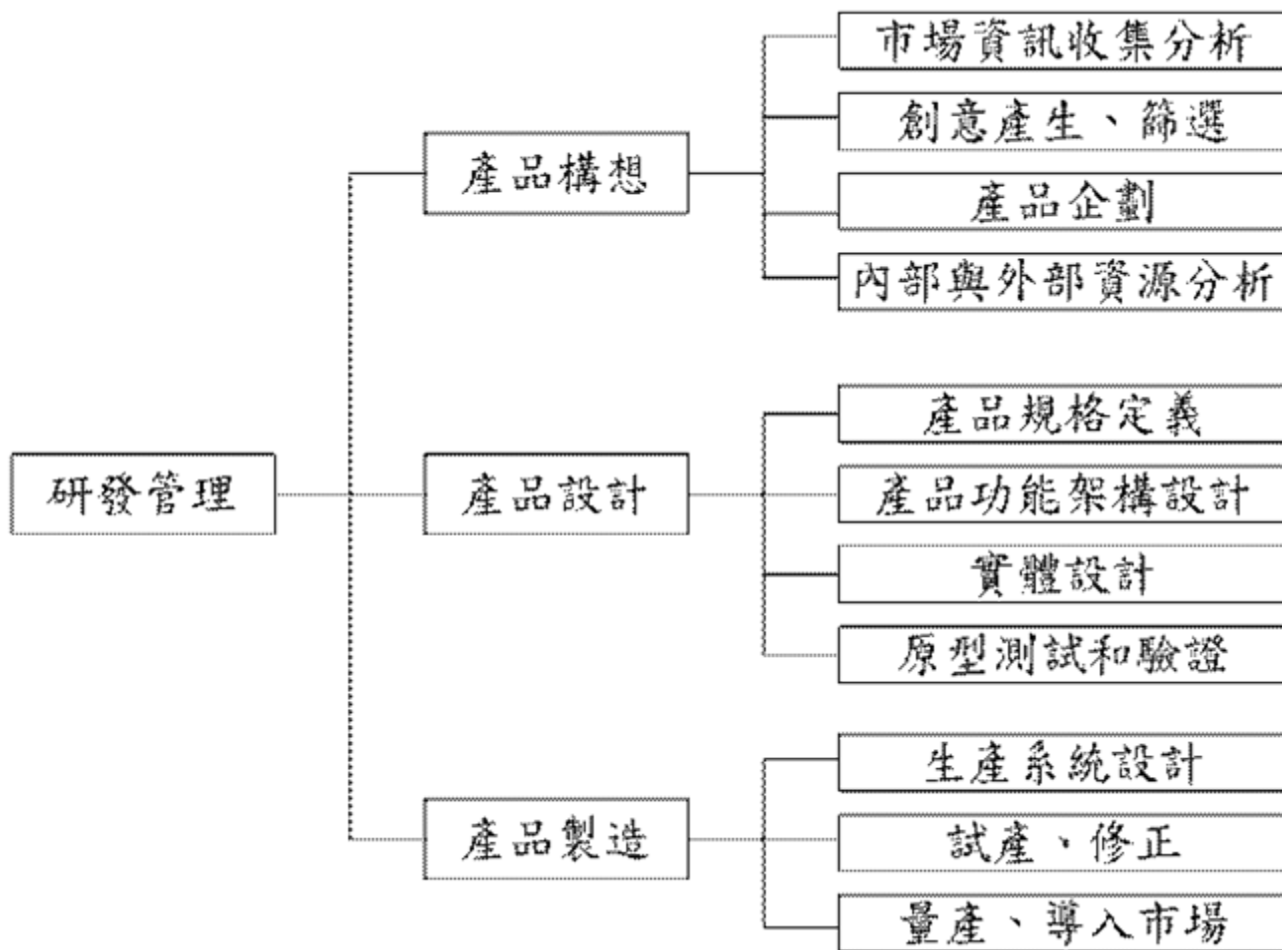 研發管理
產品構想
市場資訊收集分析
創意產生、篩選
產品企劃
內部與外部資源分析
產品設計
產品規格定義
產品功能架構設計
實體設計
原型測試和驗證
產品製造
生產系統設計
試產、修正
量產、導入市場